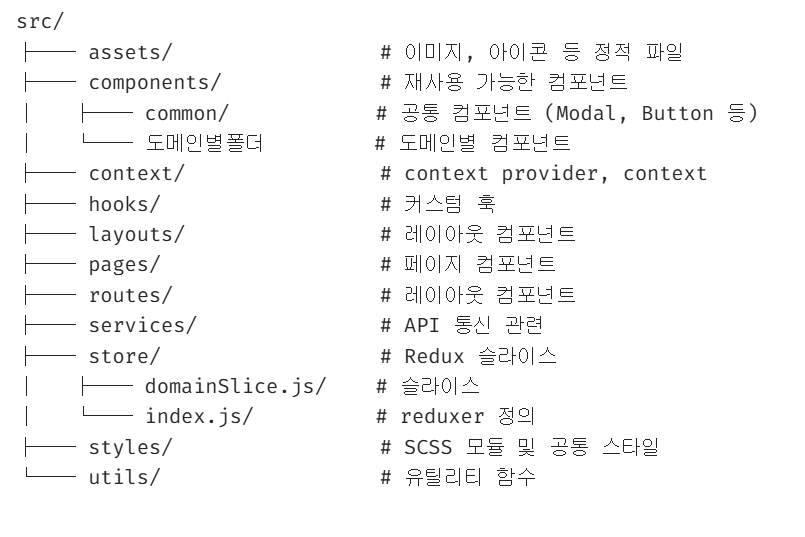 src/
├── assets/ # 이미지, 아이콘 등 정적 파일
├── components/ # 재사용 가능한 컴포넌트
│   ├── common/ # 공통 컴포넌트 (Modal, Button 등)
│   └── 도메인별폴더 # 도메인별 컴포넌트
├── context/ # context provider, context
├── hooks/ # 커스텀 훅
├── layouts/ # 레이아웃 컴포넌트
├── pages/ # 페이지 컴포넌트
├── routes/ # 레이아웃 컴포넌트
├── services/ # API 통신 관련
├── store/ # Redux 슬라이스
│   ├── domainSlice.js/ # 슬라이스
│   └── index.js/ # reduxer 정의
├── styles/ # SCSS 모듈 및 공통 스타일
└── utils/ # 유틸리티 함수